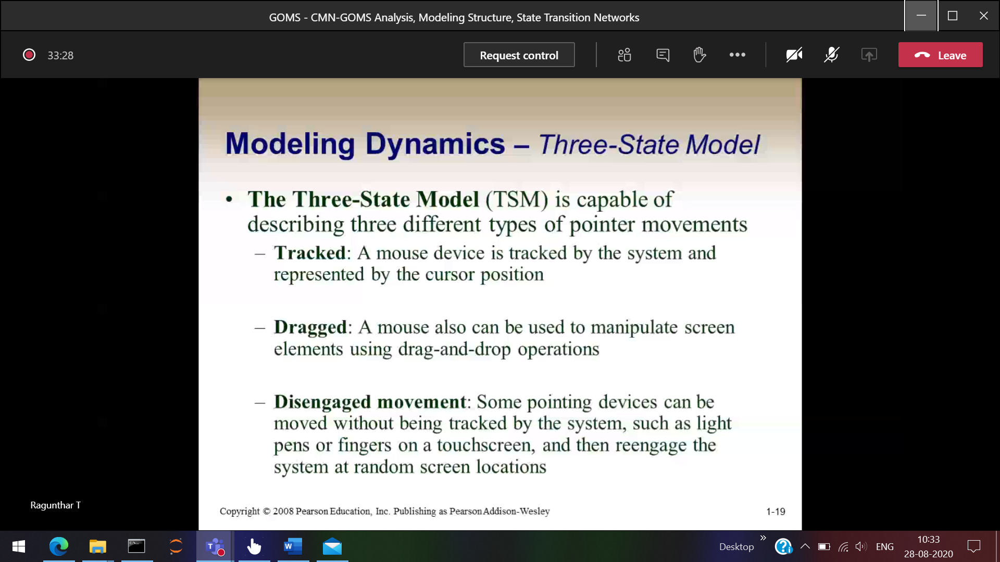 GOMS - CMN-GOMS Analysis, Modeling Structure, State Transition Networks
33:28
Request control
Leave
Modeling Dynamics – Three-State Model
• The Three-State Model (TSM) is capable of
describing three different types of pointer movements
– Tracked: A mouse device is tracked by the system and
represented by the cursor position
– Dragged: A mouse also can be used to manipulate screen
elements using drag-and-drop operations
– Disengaged movement: Some pointing devices can be
moved without being tracked by the system, such as light
pens or fingers on a touchscreen, and then reengage the
system at random screen locations
Ragunthar T
Copyright © 2008 Pearson Education, Inc. Publishing as Pearson Addison-Wesley
1-19
Desktop
ENG
10:33
28-08-2020